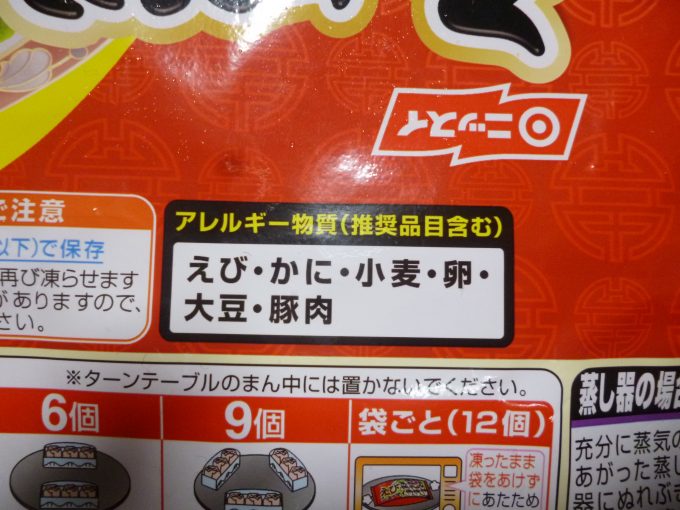 ニッスイ
ご注意
以下)で保存
再び凍らせます
がありますので、
さい。
アレルギー物質(推奨品目含む)
えび・かに・小麦・卵・
大豆・豚肉
※ターンテーブルのまん中には置かないでください。
6個
9個
袋ごと(12個)
凍ったまま
袋をあけず
にあたため
蒸し器の場合
充分に蒸気の
あがった蒸し
器にぬれぶき